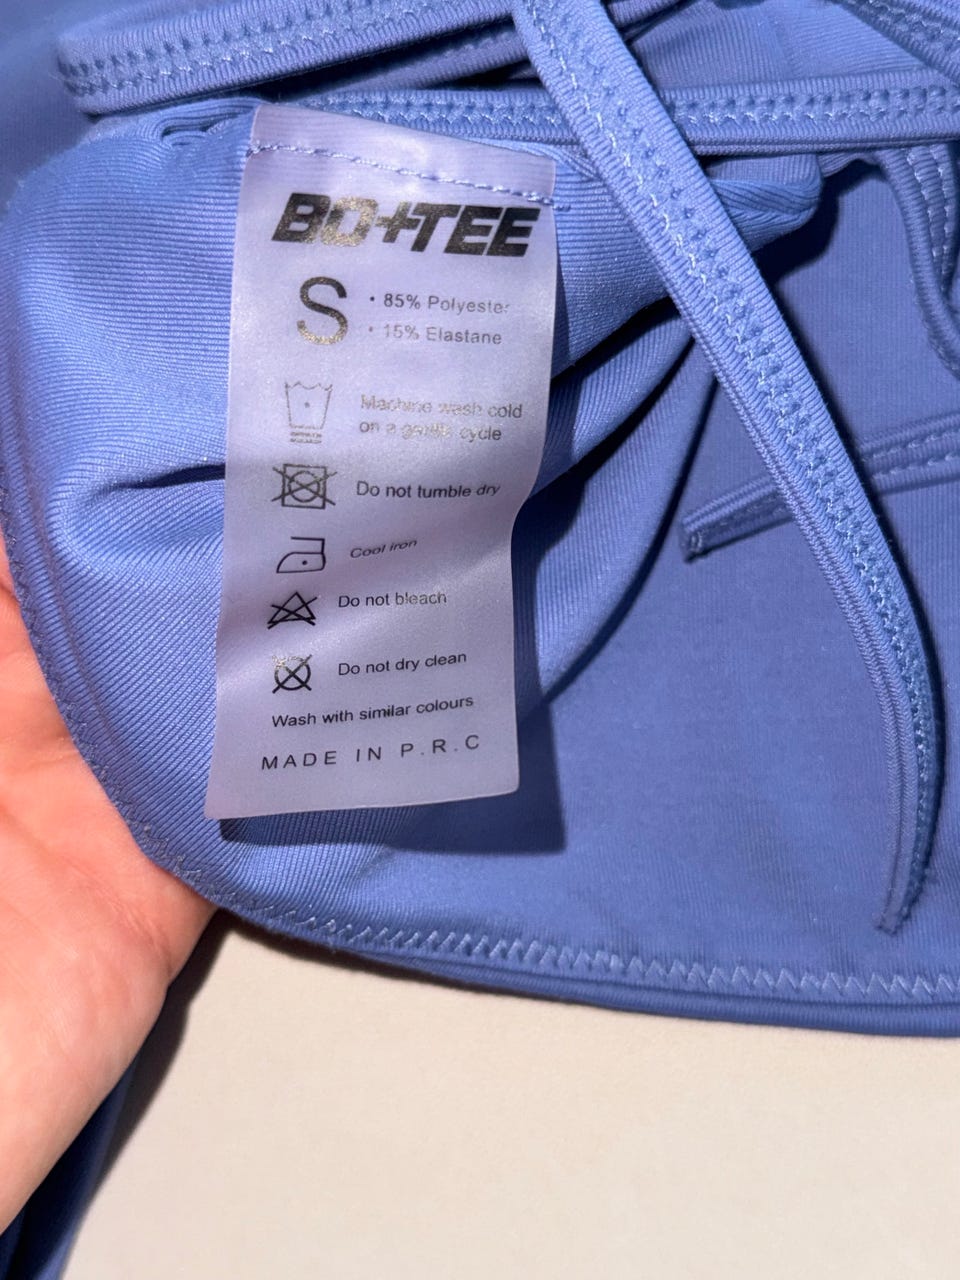 BO+TEE
S
• 85% Polyester
• 15% Elastane
Machine wash cold
on a gentle cycle
Do not tumble dry
Cool iron
Do not bleach
Do not dry clean
Wash with similar colours
MADE IN P.R.C